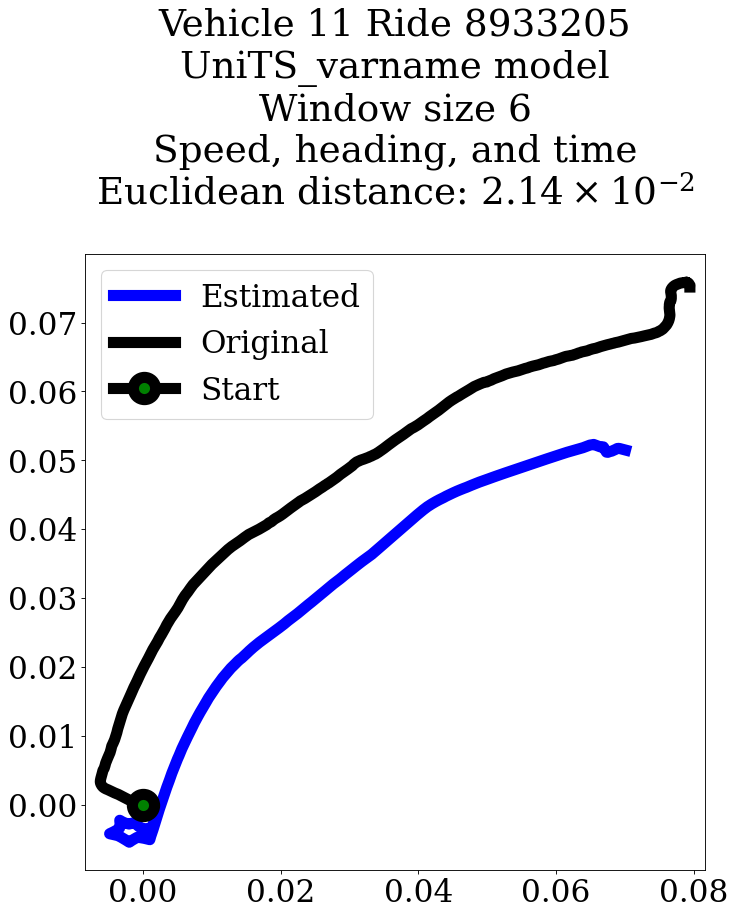 Vehicle 11 Ride 8933205
UniTS_varname model
Window size 6
Speed, heading, and time
Euclidean distance: 2.14 × 10⁻²
Estimated
Original
Start
0.07
0.06
0.05
0.04
0.03
0.02
0.01
0.00
0.00 0.02 0.04 0.06 0.08